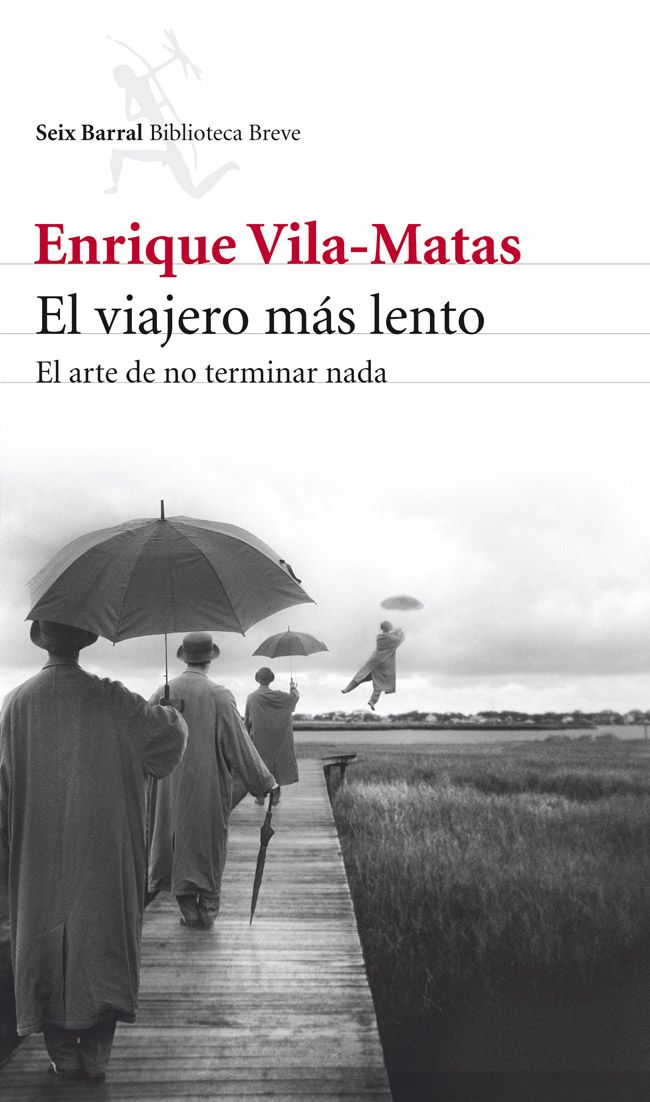 Seix Barral Biblioteca Breve
Enrique Vila-Matas
El viajero más lento
El arte de no terminar nada